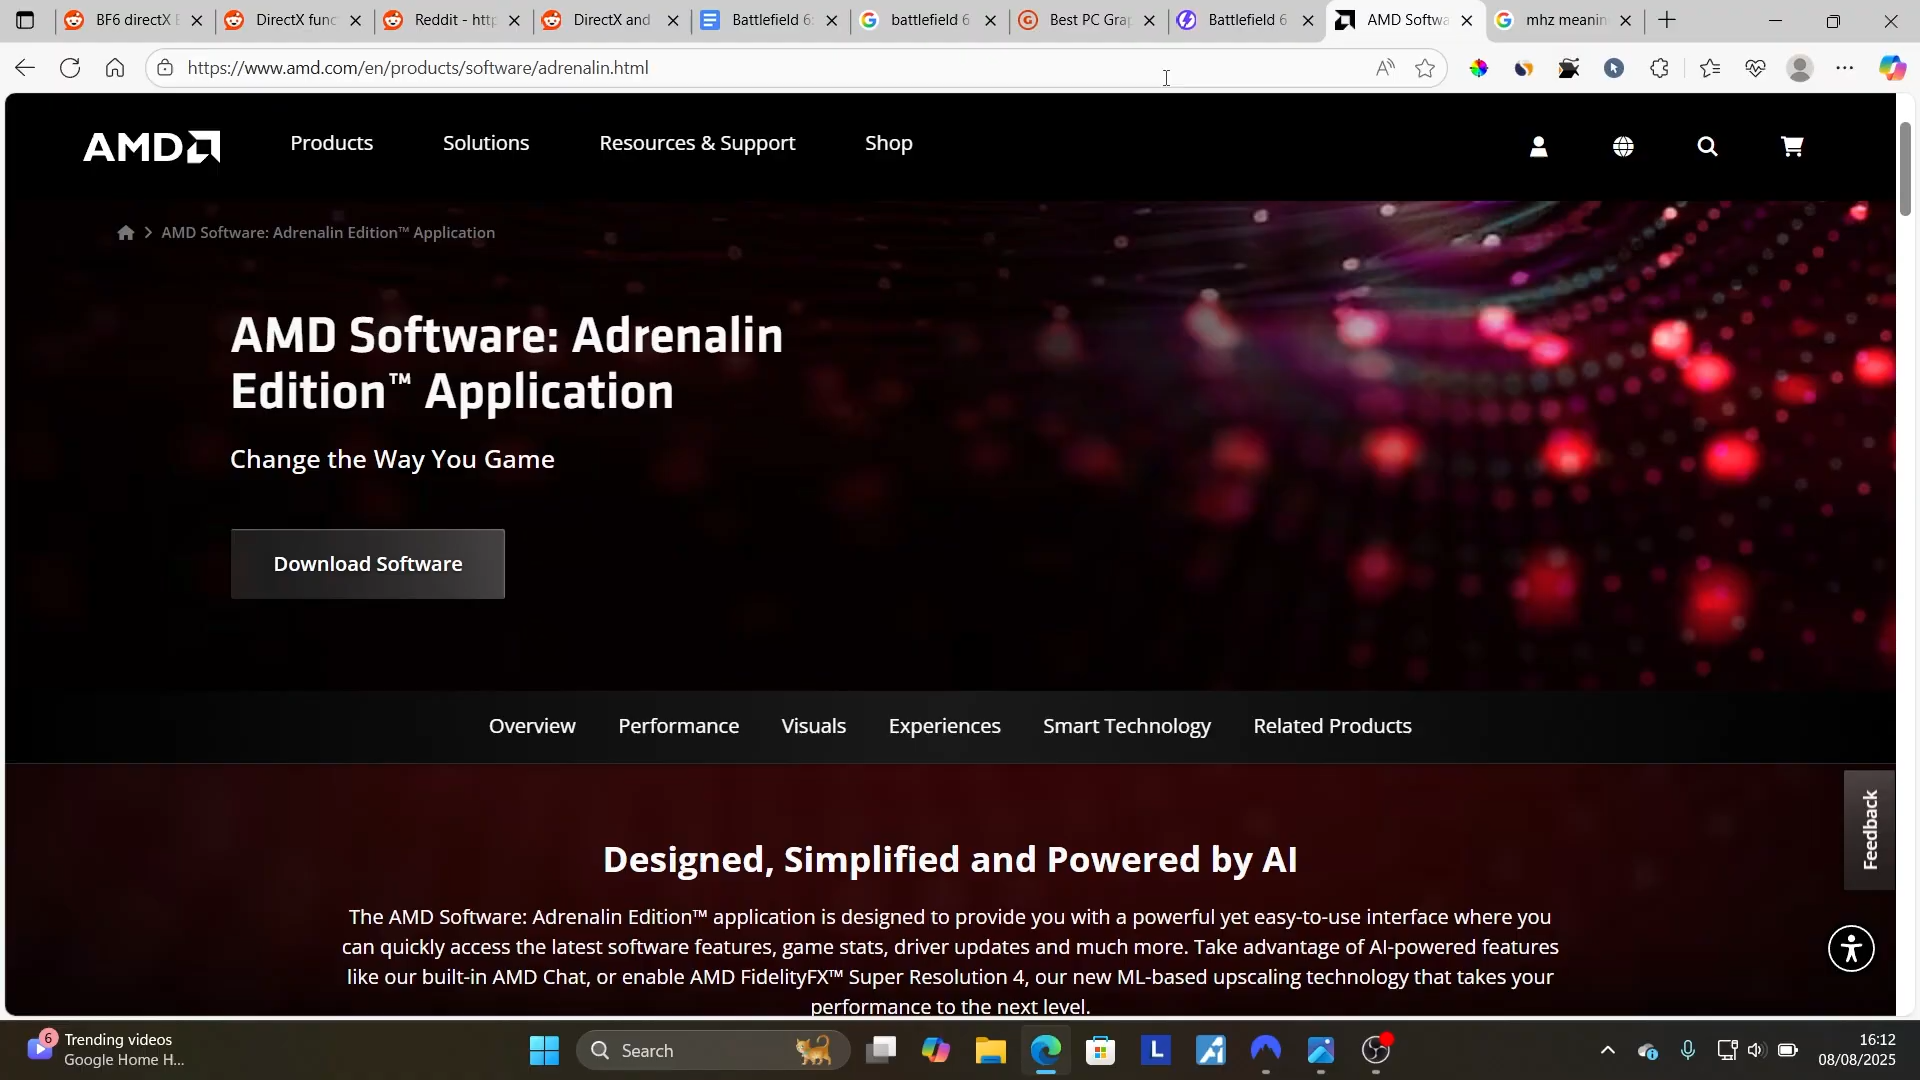 BF6 directX E
DirectX func
Reddit - http
DirectX and
Battlefield 6:
battlefield 6
Best PC Grap
Battlefield 6
AMD Softwa
mhz meanin
https://www.amd.com/en/products/software/adrenalin.html
AMD
Products
Solutions
Resources & Support
Shop
AMD Software: Adrenalin Edition™ Application
AMD Software: Adrenalin
Edition™ Application
Change the Way You Game
Download Software
Overview
Performance
Visuals
Experiences
Smart Technology
Related Products
Feedback
Designed, Simplified and Powered by AI
The AMD Software: Adrenalin Edition™ application is designed to provide you with a powerful yet easy-to-use interface where you
can quickly access the latest software features, game stats, driver updates and much more. Take advantage of AI-powered features
like our built-in AMD Chat, or enable AMD FidelityFX™ Super Resolution 4, our new ML-based upscaling technology that takes your
performance to the next level.
6
Trending videos
Google Home H...
Search
L
16:12
08/08/2025